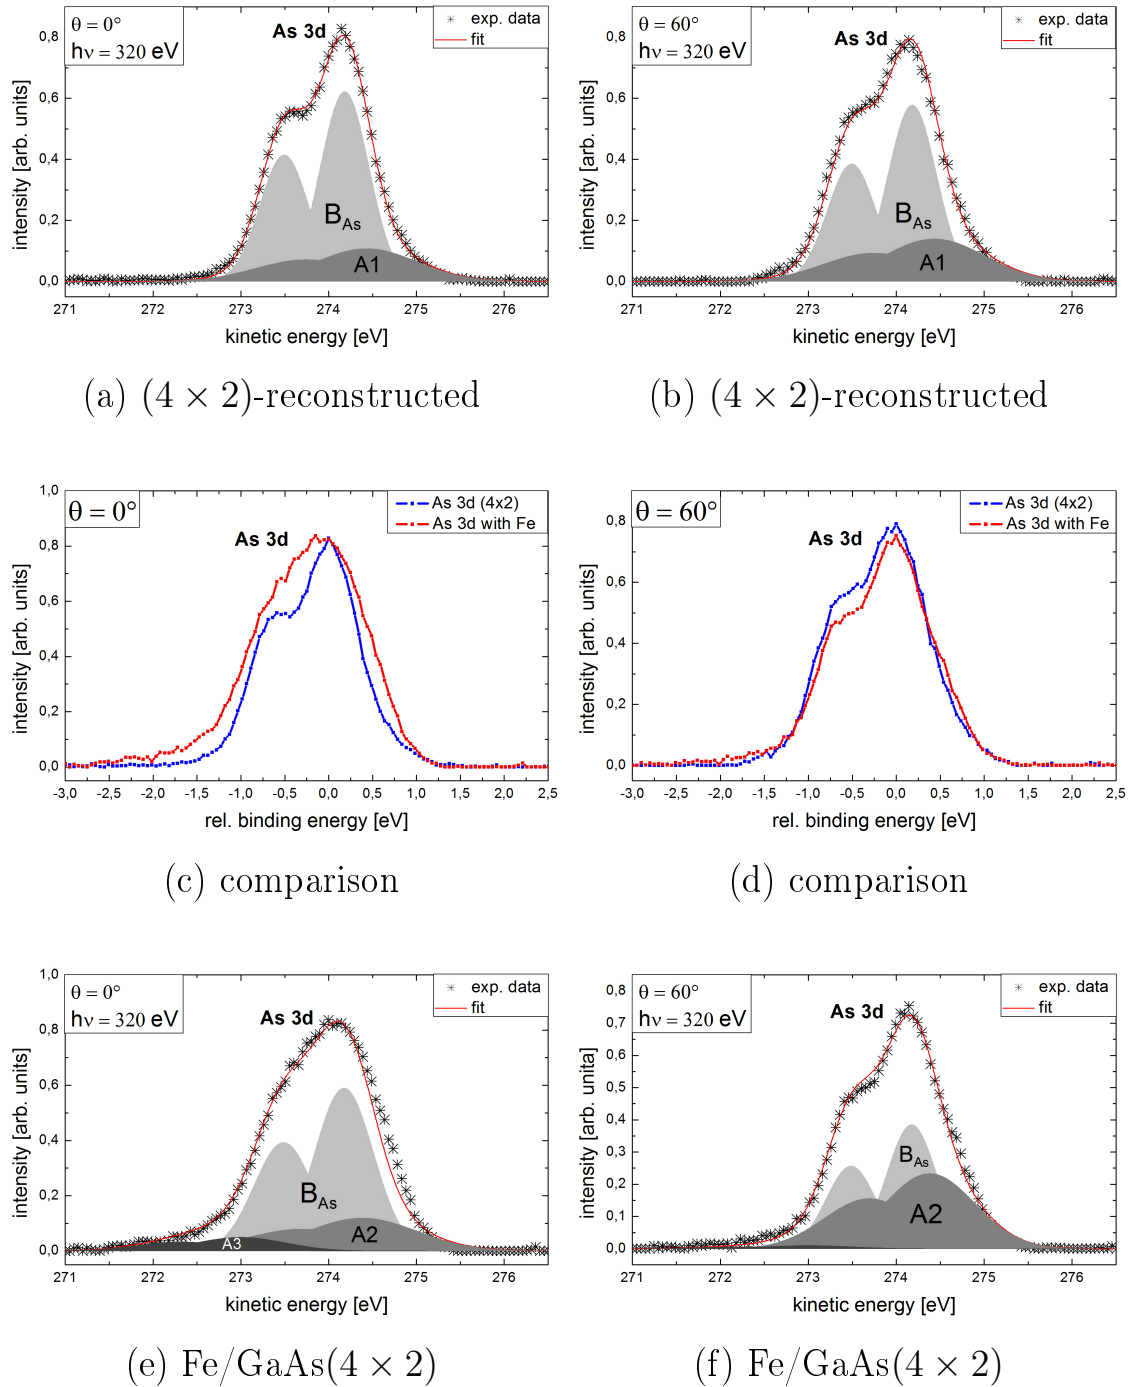 θ = 0°
hν = 320 eV
As 3d
exp. data
fit
B_As
A1
intensity [arb. units]
0,8
0,6
0,4
0,2
0,0
271 272 273 274 275 276
kinetic energy [eV]
(a) (4 × 2)-reconstructed
θ = 60°
hν = 320 eV
As 3d
exp. data
fit
B_As
A1
intensity [arb. units]
0,8
0,6
0,4
0,2
0,0
271 272 273 274 275 276
kinetic energy [eV]
(b) (4 × 2)-reconstructed
θ = 0°
As 3d
As 3d (4x2)
As 3d with Fe
intensity [arb. units]
1,0
0,8
0,6
0,4
0,2
0,0
-3,0 -2,5 -2,0 -1,5 -1,0 -0,5 0,0 0,5 1,0 1,5 2,0 2,5
rel. binding energy [eV]
(c) comparison
θ = 60°
As 3d
As 3d (4x2)
As 3d with Fe
intensity [arb. units]
0,8
0,6
0,4
0,2
0,0
-3,0 -2,5 -2,0 -1,5 -1,0 -0,5 0,0 0,5 1,0 1,5 2,0 2,5
rel. binding energy [eV]
(d) comparison
θ = 0°
hν = 320 eV
As 3d
exp. data
fit
B_As
A2
A3
intensity [arb. units]
1,0
0,8
0,6
0,4
0,2
0,0
271 272 273 274 275 276
kinetic energy [eV]
(e) Fe/GaAs(4 × 2)
θ = 60°
hν = 320 eV
As 3d
exp. data
fit
B_As
A2
intensity [arb. unita]
0,8
0,7
0,5
0,4
0,3
0,1
0,0
271 272 273 274 275 276
kinetic energy [eV]
(f) Fe/GaAs(4 × 2)